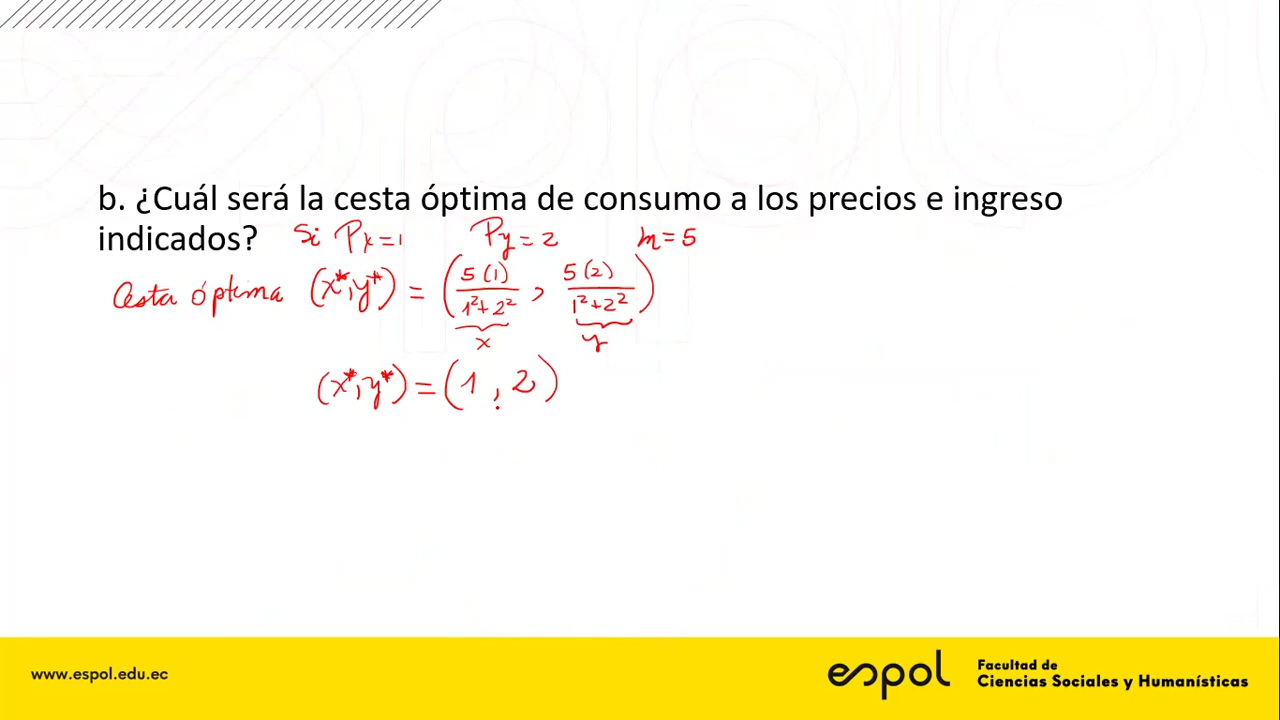 b. ¿Cuál será la cesta óptima de consumo a los precios e ingreso
indicados? Si Px=1 Py=2 m=5
Cesta óptima (x*,y*) = (5(1)/1²+2², 5(2)/1²+2²)
x y
(x*,y*) = (1, 2)
www.espol.edu.ec
espol
Facultad de
Ciencias Sociales y Humanísticas